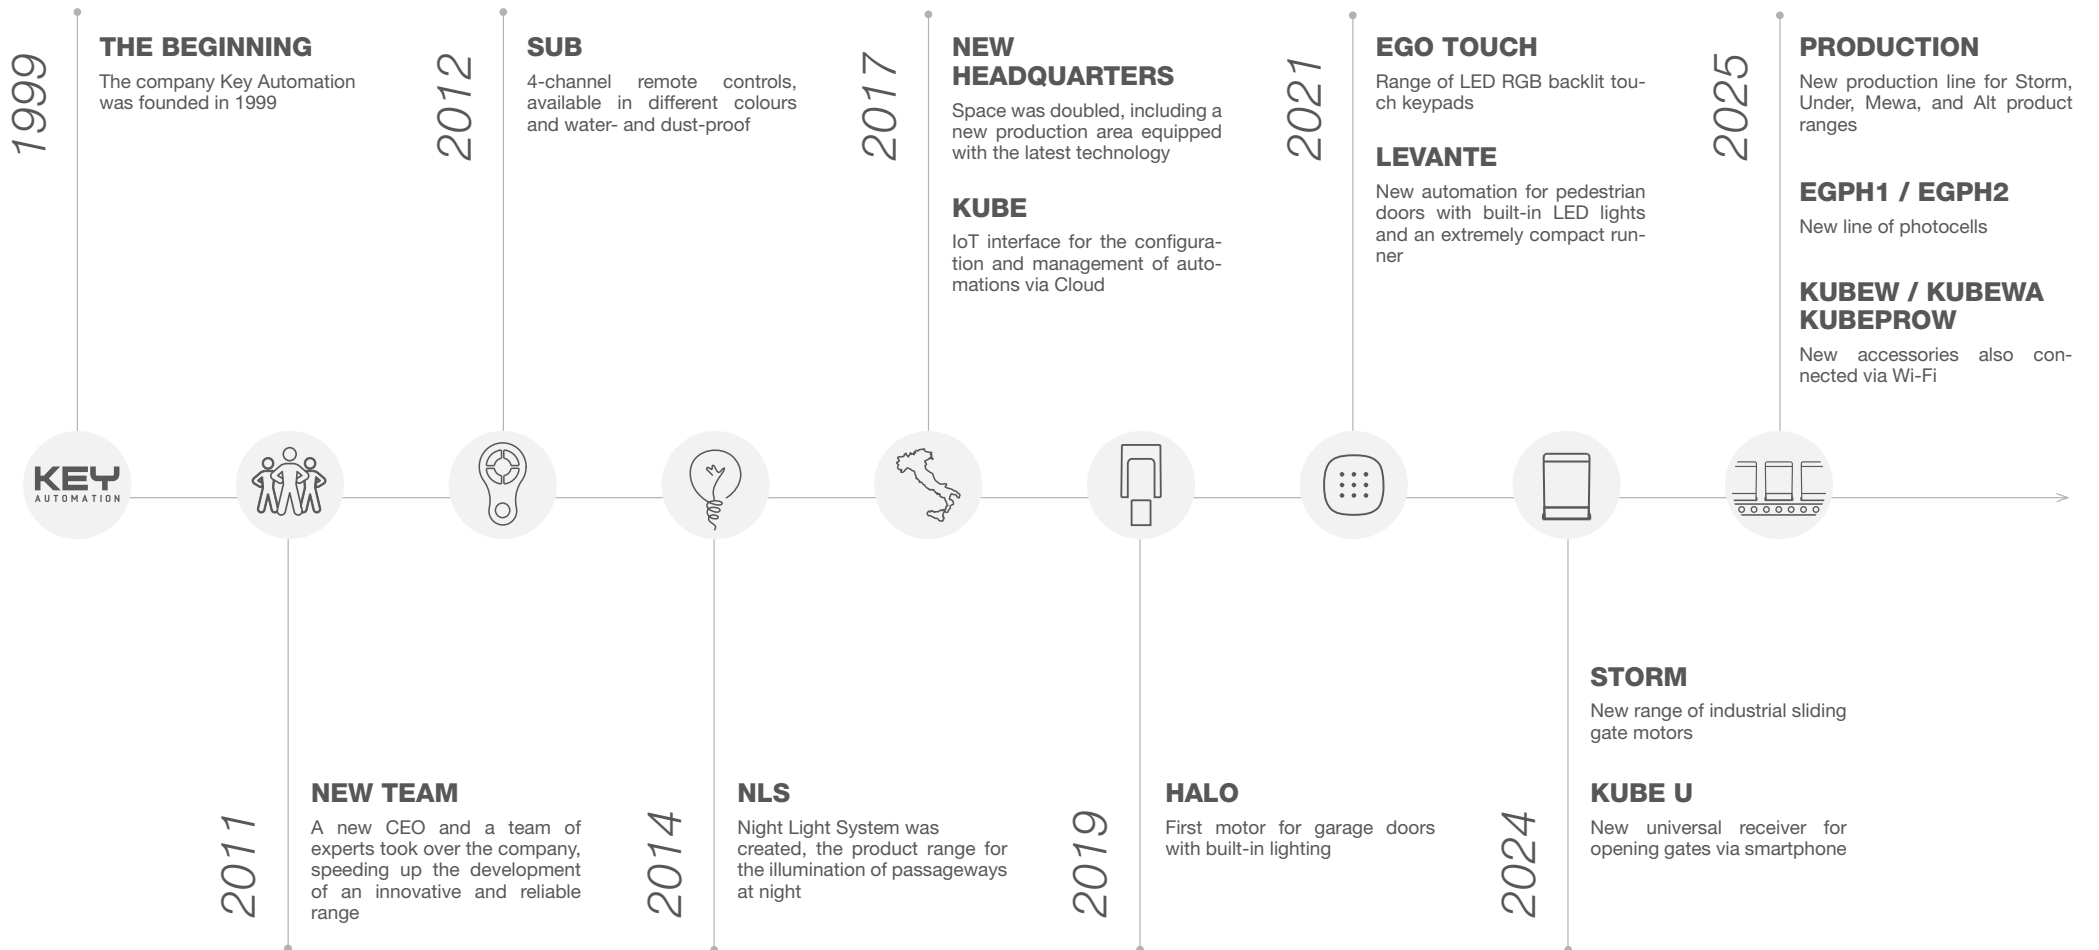 1999
THE BEGINNING
The company Key Automation
was founded in 1999
2012
SUB
4-channel remote controls,
available in different colours
and water- and dust-proof
2017
NEW
HEADQUARTERS
Space was doubled, including a
new production area equipped
with the latest technology
KUBE
IoT interface for the configura-
tion and management of auto-
mations via Cloud
2021
EGO TOUCH
Range of LED RGB backlit tou-
ch keypads
LEVANTE
New automation for pedestrian
doors with built-in LED lights
and an extremely compact run-
ner
2025
PRODUCTION
New production line for Storm,
Under, Mewa, and Alt product
ranges
EGPH1 / EGPH2
New line of photocells
KUBEW / KUBEWA
KUBEPROW
New accessories also con-
nected via Wi-Fi
KEY
AUTOMATION
2011
NEW TEAM
A new CEO and a team of
experts took over the company,
speeding up the development
of an innovative and reliable
range
2014
NLS
Night Light System was
created, the product range for
the illumination of passageways
at night
2019
HALO
First motor for garage doors
with built-in lighting
2024
STORM
New range of industrial sliding
gate motors
KUBE U
New universal receiver for
opening gates via smartphone